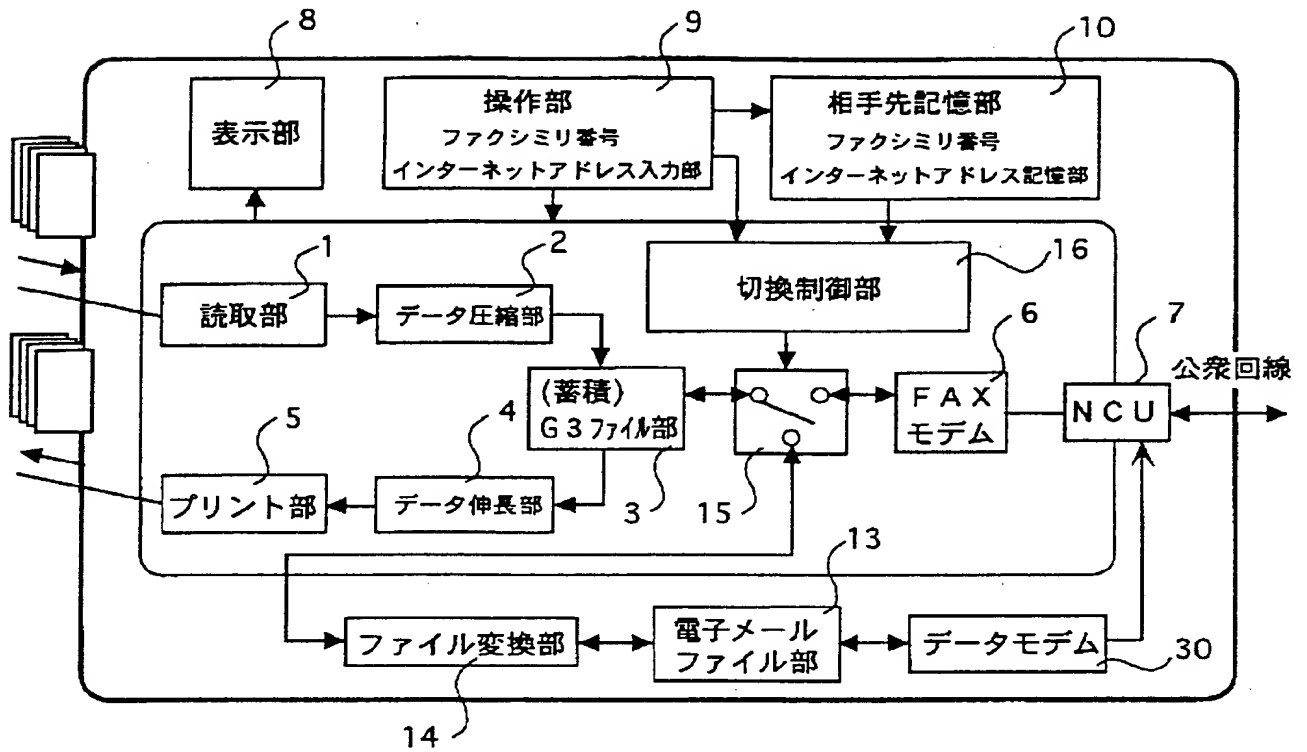 8
9
10
表示部
操作部
ファクシミリ番号
インターネットアドレス入力部
相手先記憶部
ファクシミリ番号
インターネットアドレス記憶部
1
2
16
読取部
データ圧縮部
切換制御部
6
7
公衆回線
(蓄積)
G3ファイル部
FAX
モデム
NCU
5
4
3
15
プリント部
データ伸長部
13
ファイル変換部
電子メール
ファイル部
データモデム
30
14